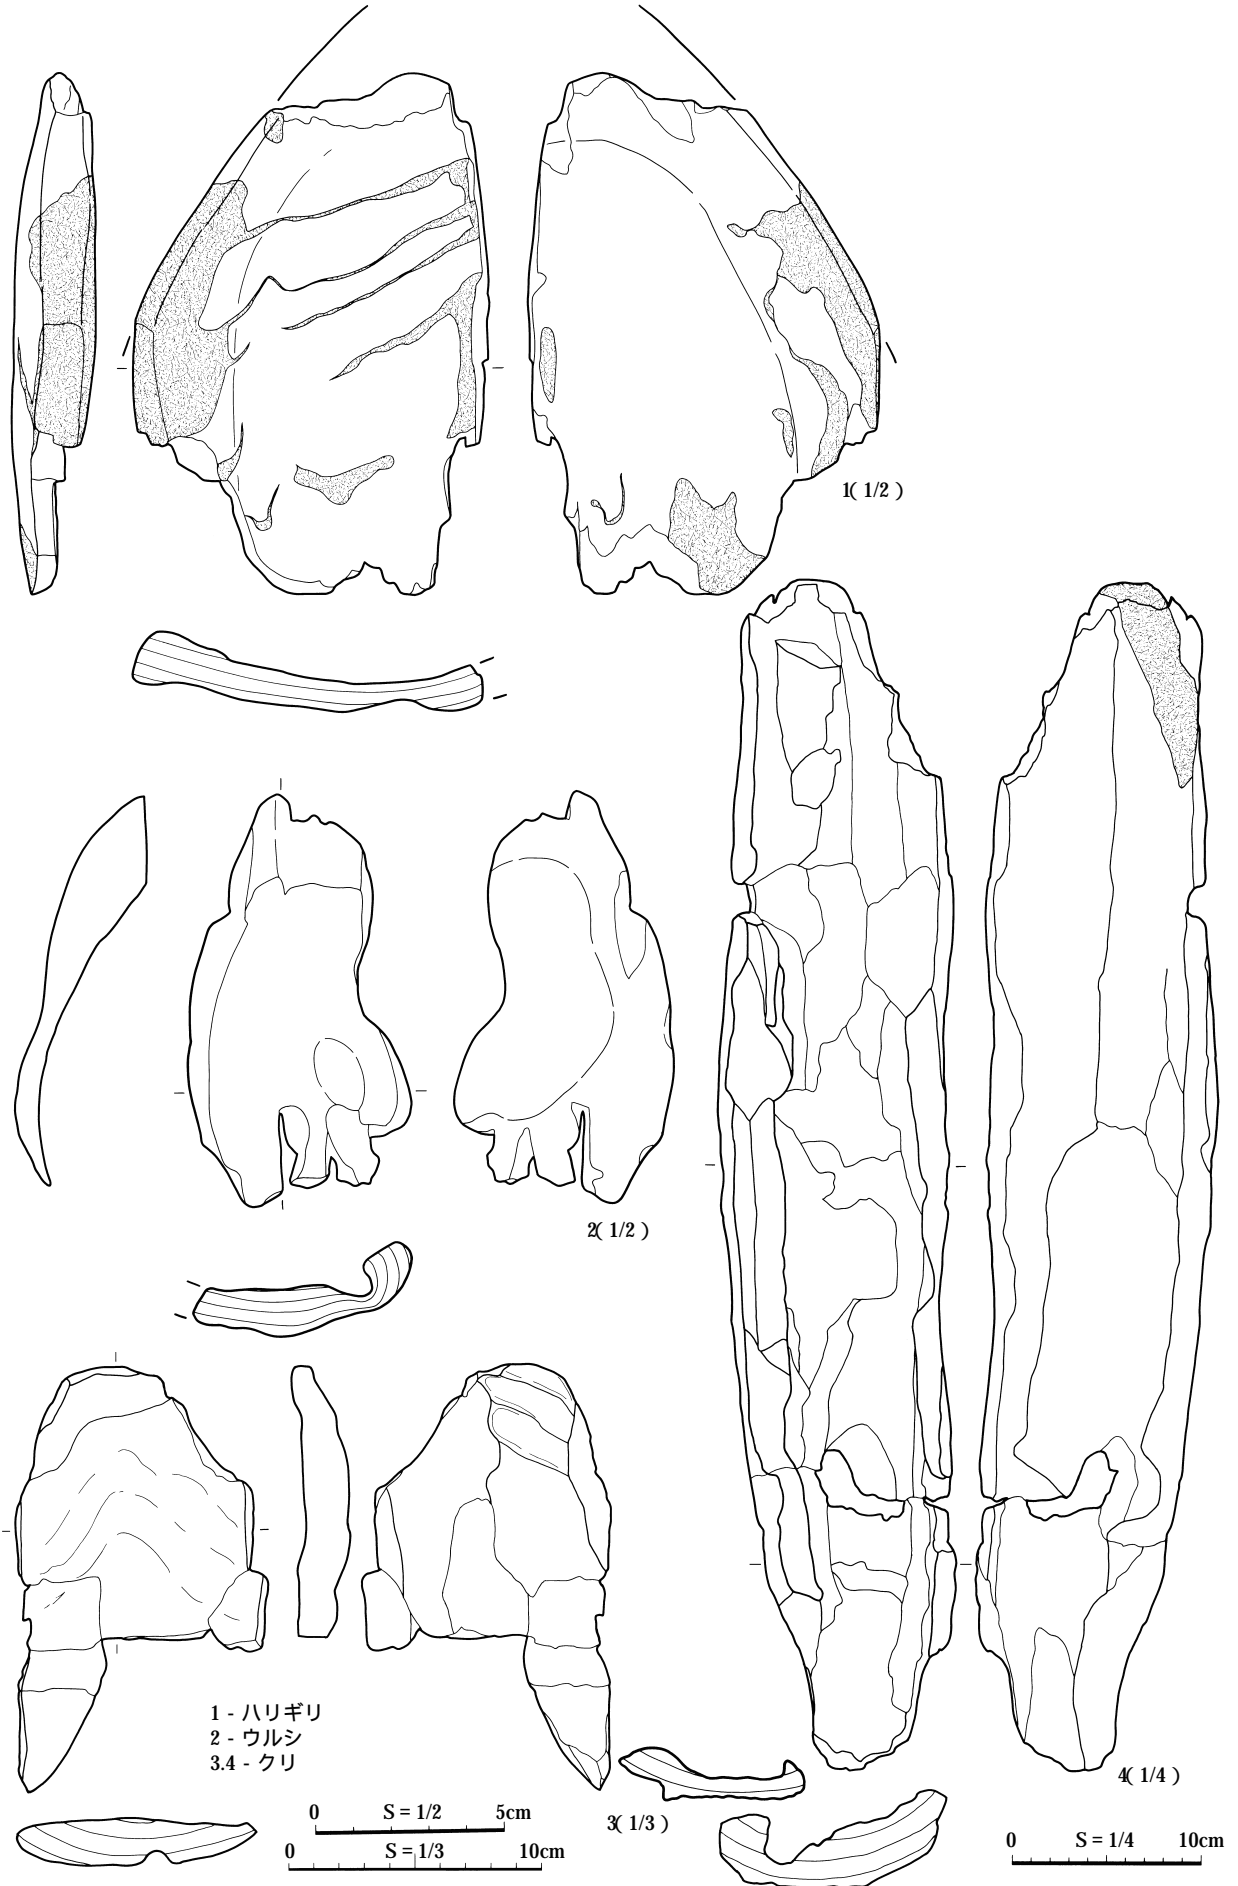 1( 1/2 )
2( 1/2 )
1 - ハリギリ
2 - ウルシ
3.4 - クリ
4( 1/4 )
3( 1/3 )
0 S = 1/2 5cm
0 S = 1/3 10cm
0 S = 1/4 10cm